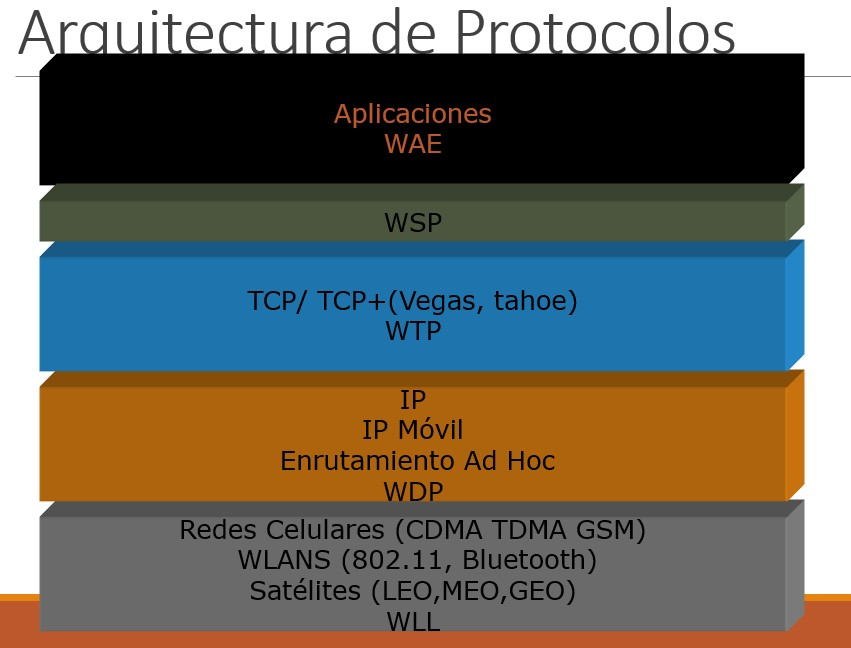 Arquitectura de Protocolos
Aplicaciones
WAE
WSP
TCP/ TCP+(Vegas, tahoe)
WTP
IP
IP Móvil
Enrutamiento Ad Hoc
WDP
Redes Celulares (CDMA TDMA GSM)
WLANS (802.11, Bluetooth)
Satélites (LEO,MEO,GEO)
WLL